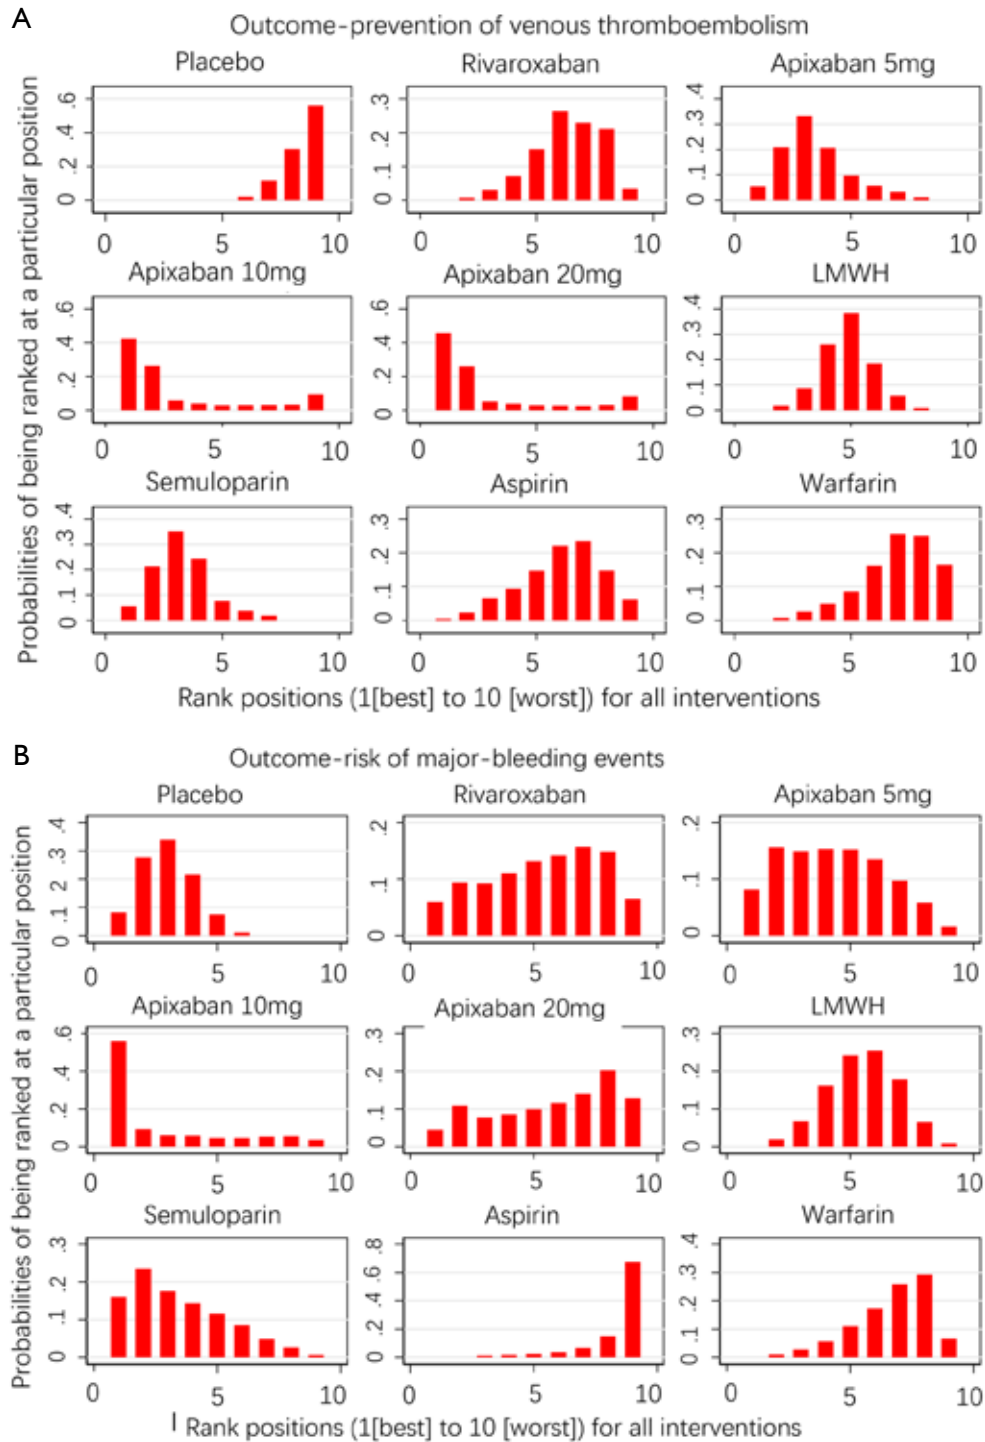 A
Outcome-prevention of venous thromboembolism
Probabilities of being ranked at a particular position
Placebo Rivaroxaban Apixaban 5mg
0 .2 .4 .6
0 5 10
0 .1 .2 .3
0 5 10
0 .1 .2 .3 .4
0 5 10
Apixaban 10mg Apixaban 20mg LMWH
0 .2 .4 .6
0 5 10
0 .2 .4 .6
0 5 10
0 .1 .2 .3 .4
0 5 10
Semuloparin Aspirin Warfarin
0 .1 .2 .3 .4
0 5 10
0 .1 .2 .3
0 5 10
0 .1 .2 .3
0 5 10
Rank positions (1[best] to 10 [worst]) for all interventions
B
Outcome-risk of major-bleeding events
Probabilities of being ranked at a particular position
Placebo Rivaroxaban Apixaban 5mg
0 .1 .2 .3 .4
0 5 10
0 .1 .2
0 5 10
0 .1 .2
0 5 10
Apixaban 10mg Apixaban 20mg LMWH
0 .2 .4 .6
0 5 10
0 .1 .2 .3
0 5 10
0 .1 .2 .3
0 5 10
Semuloparin Aspirin Warfarin
0 .1 .2 .3
0 5 10
0 .2 .4 .6 .8
0 5 10
0 .1 .2 .3 .4
0 5 10
Rank positions (1[best] to 10 [worst]) for all interventions